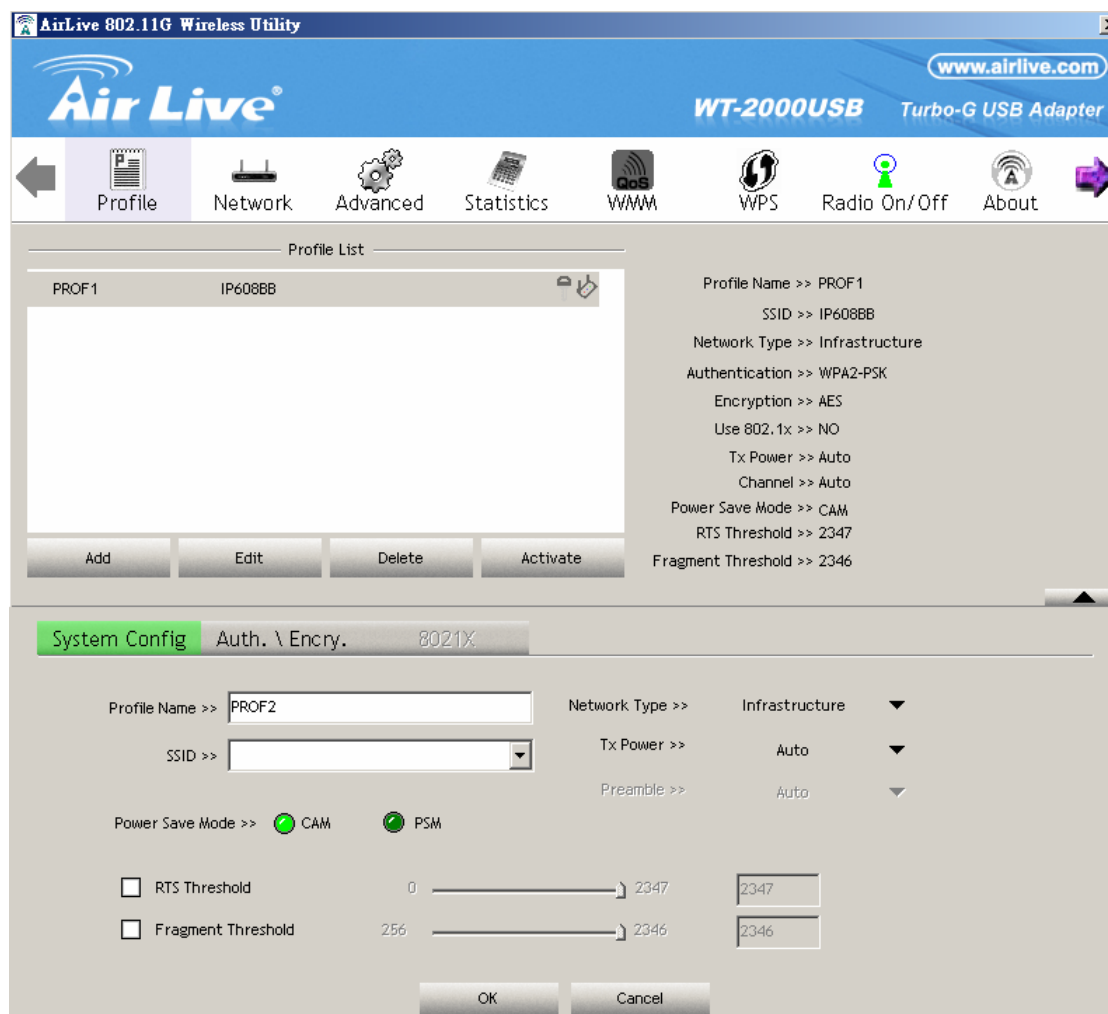 AirLive 802.11G Wireless Utility
www.airlive.com
Air Live®
WT-2000USB Turbo-G USB Adapter
Profile Network Advanced Statistics WMM WPS Radio On/Off About
QoS
Profile List
PROF1 IP608BB
Profile Name >> PROF1
SSID >> IP608BB
Network Type >> Infrastructure
Authentication >> WPA2-PSK
Encryption >> AES
Use 802.1x >> NO
Tx Power >> Auto
Channel >> Auto
Power Save Mode >> CAM
RTS Threshold >> 2347
Fragment Threshold >> 2346
Add Edit Delete Activate
System Config Auth. \ Encry. 8021X
Profile Name >> PROF2 Network Type >> Infrastructure
SSID >> Tx Power >> Auto
Preamble >> Auto
Power Save Mode >> CAM PSM
RTS Threshold 0 2347 2347
Fragment Threshold 256 2346 2346
OK Cancel